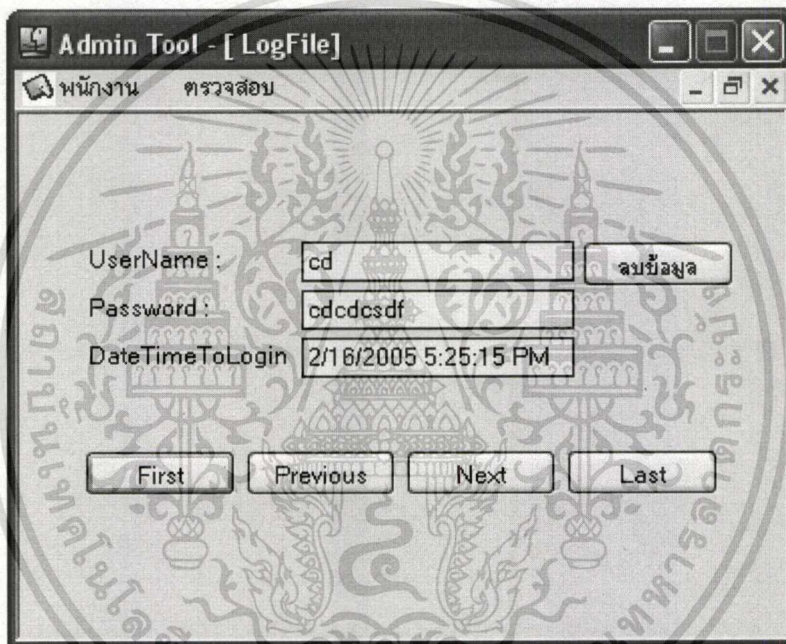 Admin Tool - [ LogFile]
พนักงาน ตรวจสอบ
UserName : cd ลบข้อมูล
Password : cdcdcsdf
DateTimeToLogin 2/16/2005 5:25:15 PM
First Previous Next Last